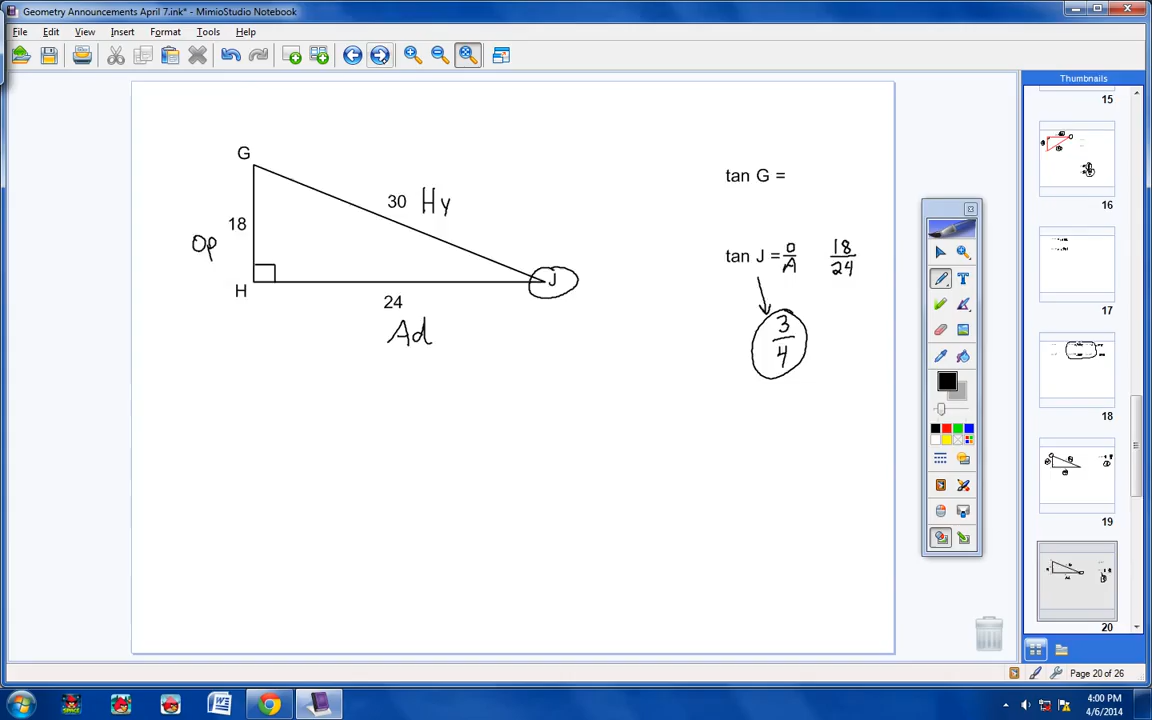 Geometry Announcements April 7.ink* - MimioStudio Notebook
File Edit View Insert Format Tools Help
Thumbnails
15
16
17
18
19
20
G
18
30 Hy
Op
H
J
24
Ad
tan G =
tan J = O/A 18/24
3/4
Page 20 of 26
4:00 PM
4/6/2014